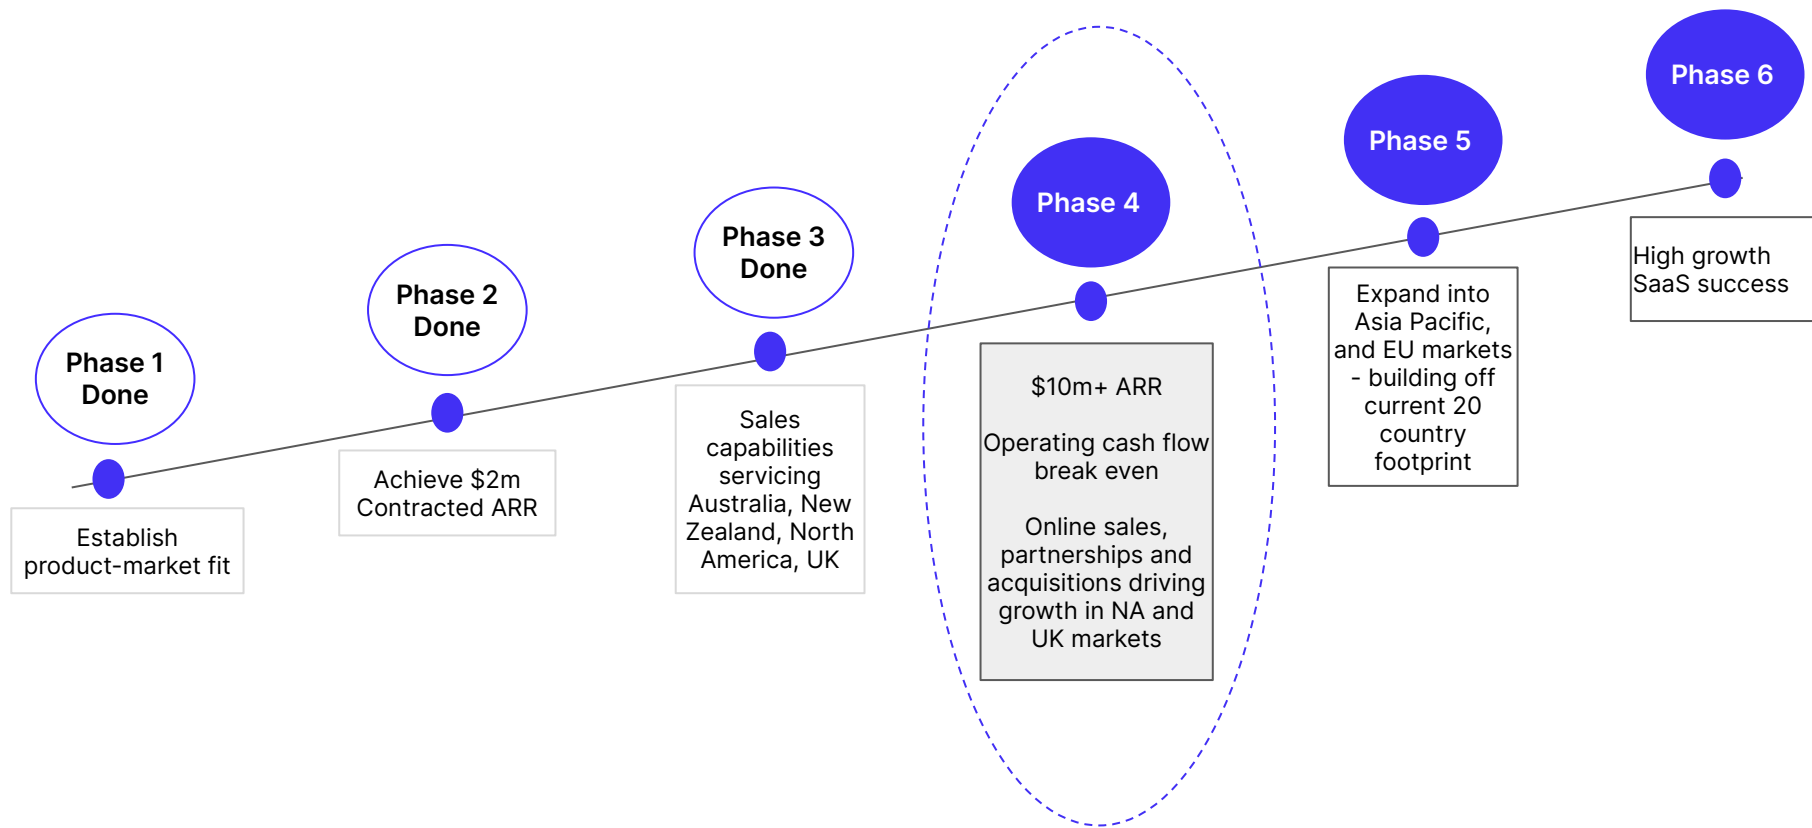 Phase 1
Done
Establish
product-market fit
Phase 2
Done
Achieve $2m
Contracted ARR
Phase 3
Done
Sales
capabilities
servicing
Australia, New
Zealand, North
America, UK
Phase 4
$10m+ ARR
Operating cash flow
break even
Online sales,
partnerships and
acquisitions driving
growth in NA and
UK markets
Phase 5
Expand into
Asia Pacific,
and EU markets
- building off
current 20
country
footprint
Phase 6
High growth
SaaS success